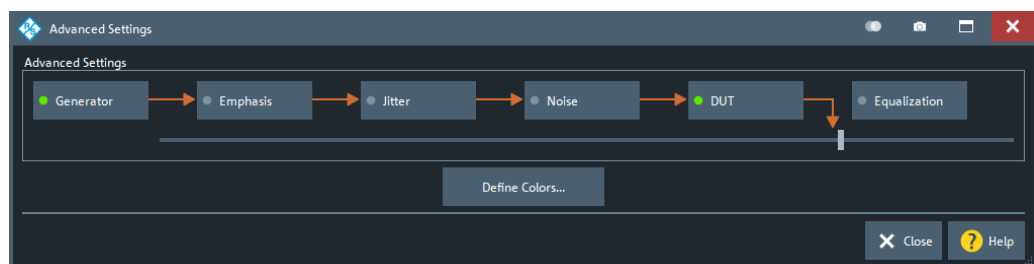 Advanced Settings
Advanced Settings
Generator
Emphasis
Jitter
Noise
DUT
Equalization
Define Colors...
Close
? Help